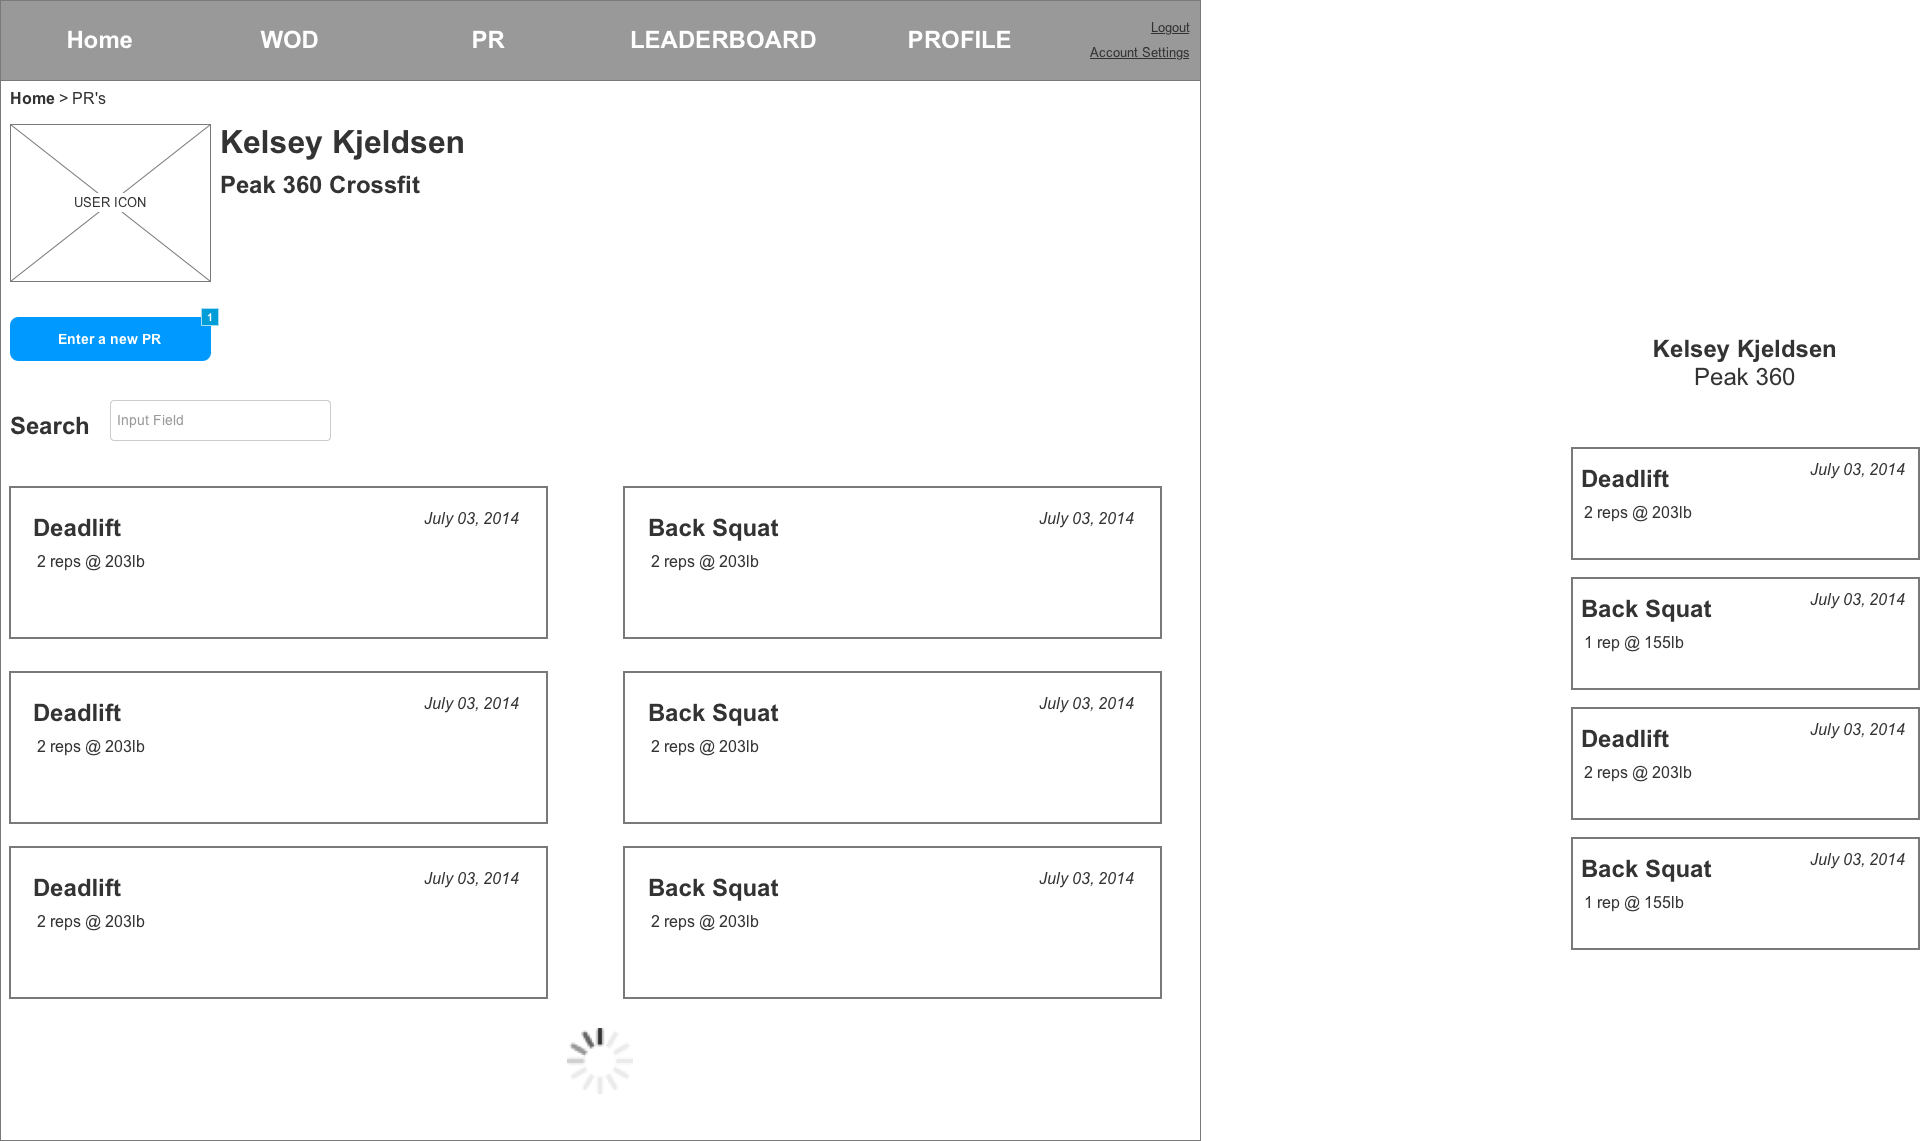 Home WOD PR LEADERBOARD PROFILE
Logout
Account Settings
Home > PR's
Kelsey Kjeldsen
Peak 360 Crossfit
USER ICON
1
Enter a new PR
Search Input Field
Deadlift July 03, 2014
2 reps @ 203lb
Back Squat July 03, 2014
2 reps @ 203lb
Deadlift July 03, 2014
2 reps @ 203lb
Back Squat July 03, 2014
2 reps @ 203lb
Deadlift July 03, 2014
2 reps @ 203lb
Back Squat July 03, 2014
2 reps @ 203lb
Kelsey Kjeldsen
Peak 360
Deadlift July 03, 2014
2 reps @ 203lb
Back Squat July 03, 2014
1 rep @ 155lb
Deadlift July 03, 2014
2 reps @ 203lb
Back Squat July 03, 2014
1 rep @ 155lb